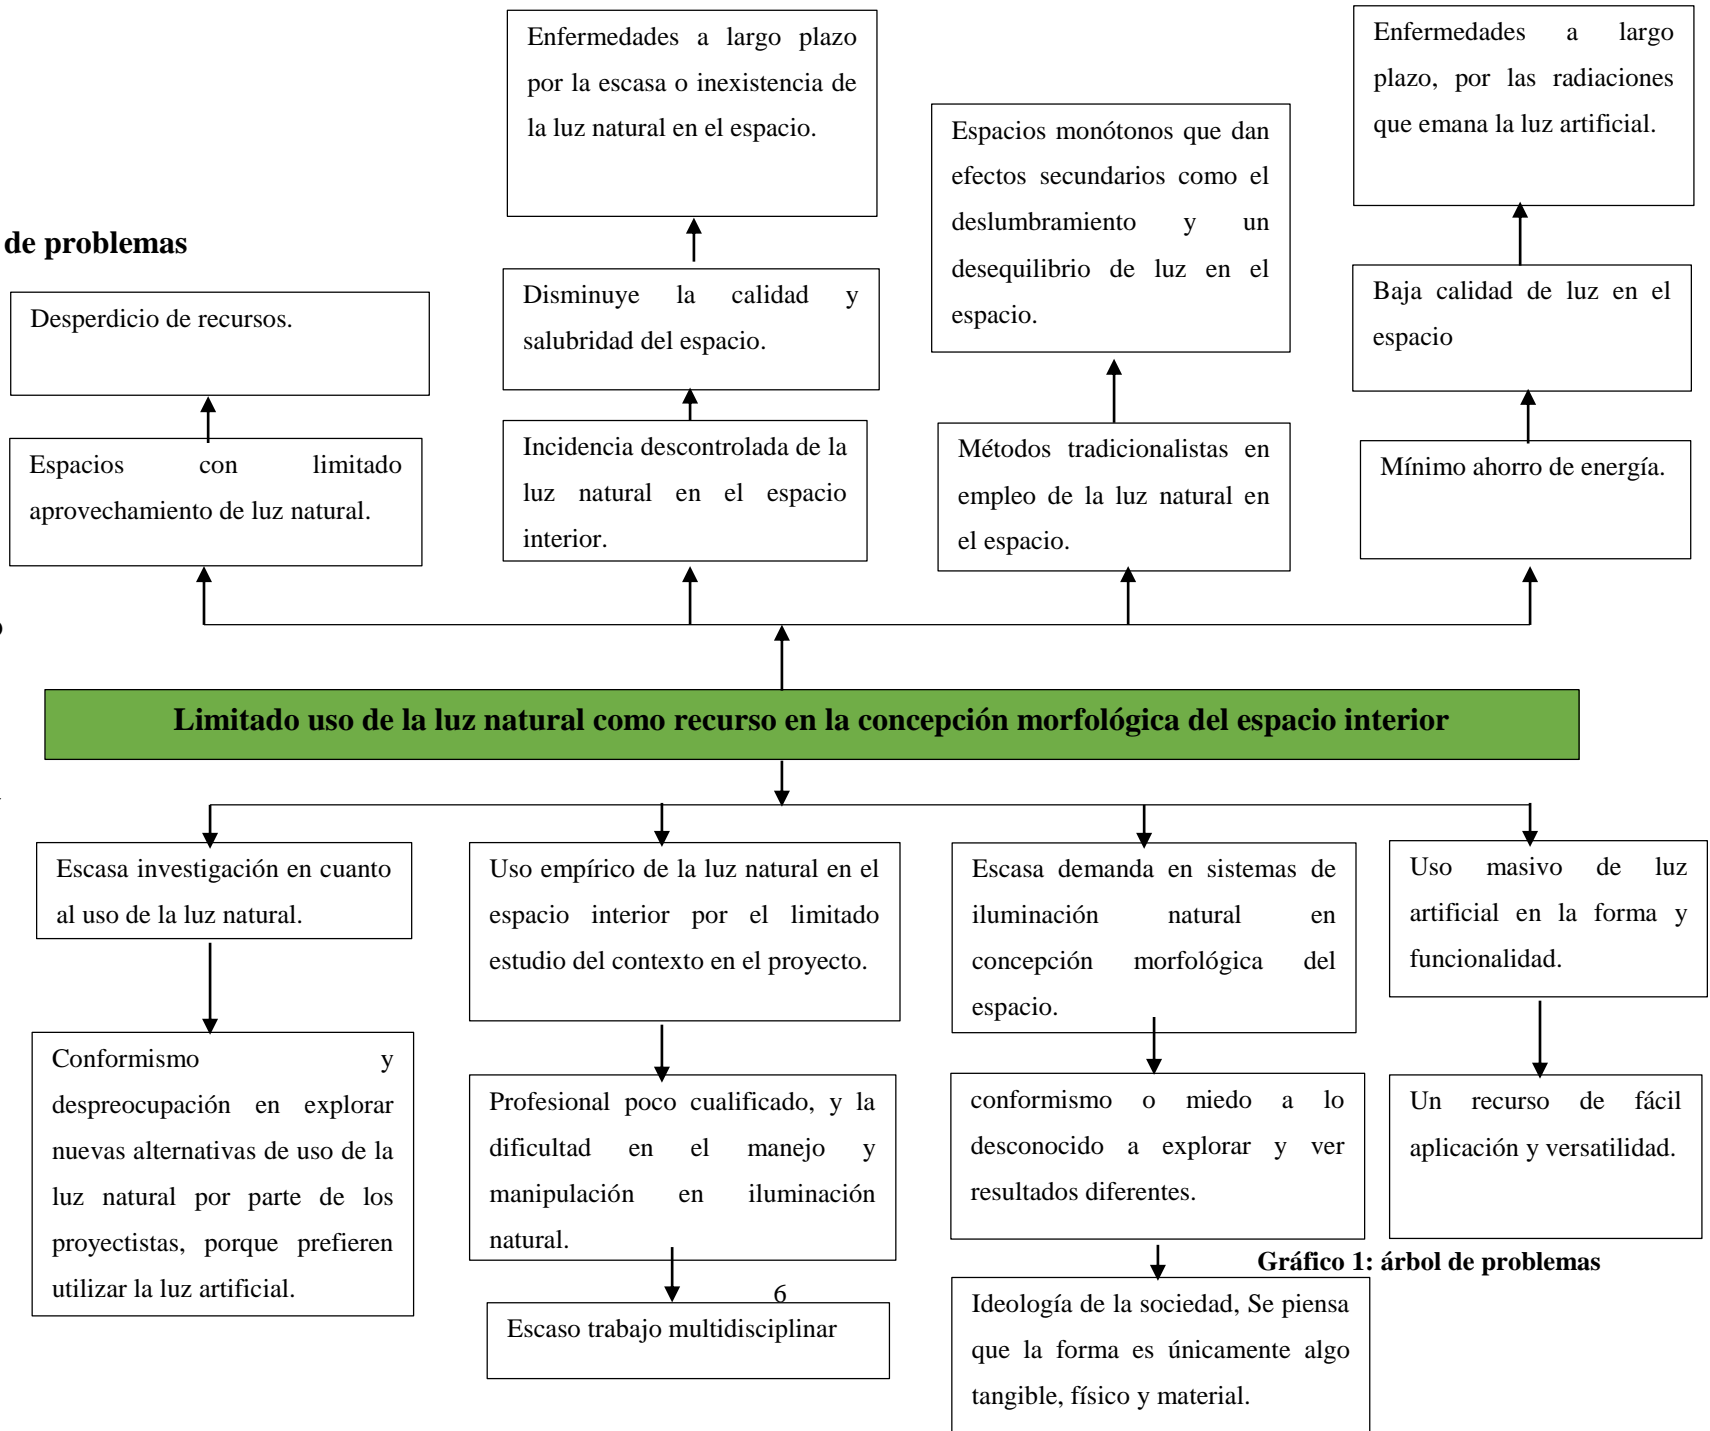 Enfermedades a largo plazo
por la escasa o inexistencia de
la luz natural en el espacio.
Enfermedades a largo
plazo, por las radiaciones
que emana la luz artificial.
Espacios monótonos que dan
efectos secundarios como el
deslumbramiento y un
desequilibrio de luz en el
espacio.
de problemas
Desperdicio de recursos.
Disminuye la calidad y
salubridad del espacio.
Baja calidad de luz en el
espacio
Espacios con limitado
aprovechamiento de luz natural.
Incidencia descontrolada de la
luz natural en el espacio
interior.
Métodos tradicionalistas en
empleo de la luz natural en
el espacio.
Mínimo ahorro de energía.
Limitado uso de la luz natural como recurso en la concepción morfológica del espacio interior
Escasa investigación en cuanto
al uso de la luz natural.
Uso empírico de la luz natural en el
espacio interior por el limitado
estudio del contexto en el proyecto.
Escasa demanda en sistemas de
iluminación natural en
concepción morfológica del
espacio.
Uso masivo de luz
artificial en la forma y
funcionalidad.
Conformismo y
despreocupación en explorar
nuevas alternativas de uso de la
luz natural por parte de los
proyectistas, porque prefieren
utilizar la luz artificial.
Profesional poco cualificado, y la
dificultad en el manejo y
manipulación en iluminación
natural.
conformismo o miedo a lo
desconocido a explorar y ver
resultados diferentes.
Un recurso de fácil
aplicación y versatilidad.
Gráfico 1: árbol de problemas
6
Escaso trabajo multidisciplinar
Ideología de la sociedad, Se piensa
que la forma es únicamente algo
tangible, físico y material.